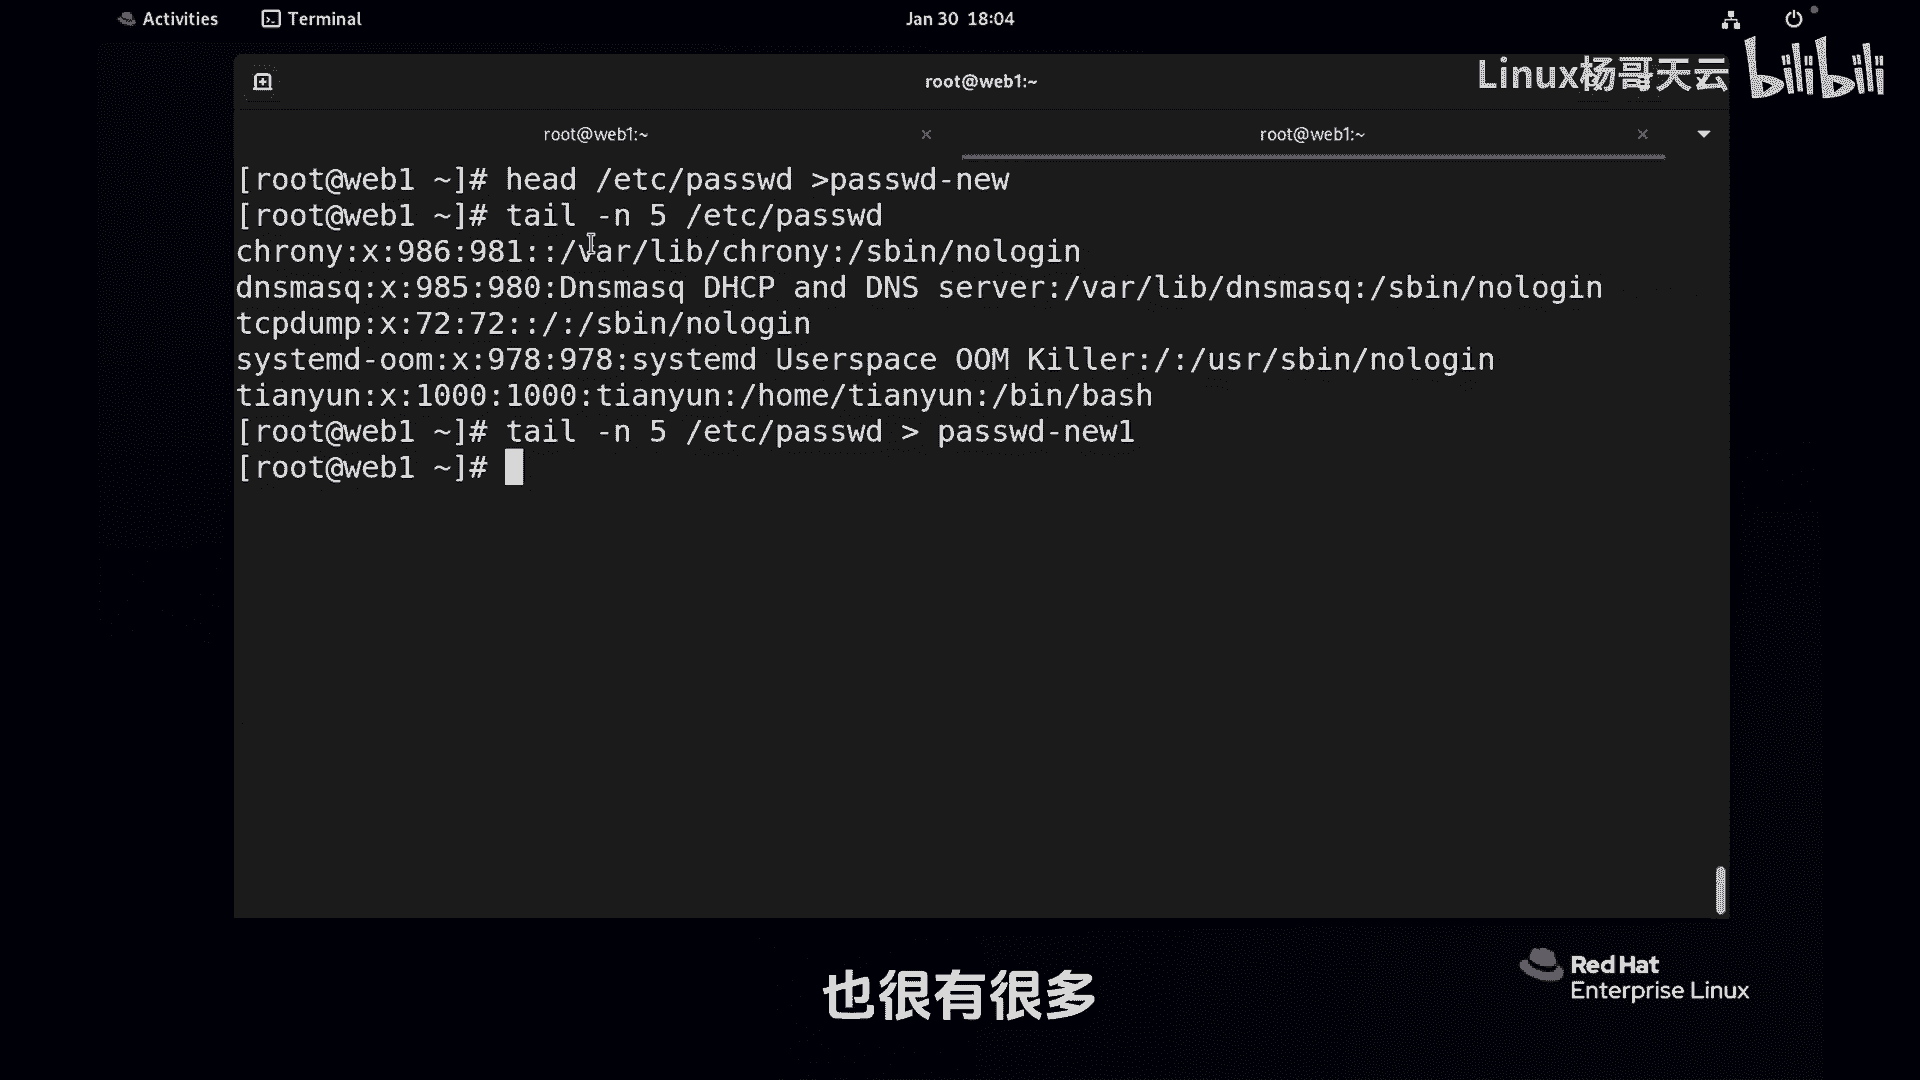 Activities
Terminal
Jan 30 18:04
root@web1:~
Linux杨哥天云 bilibili
root@web1:~
root@web1:~
[root@web1 ~]# head /etc/passwd >passwd-new
[root@web1 ~]# tail -n 5 /etc/passwd
chrony:x:986:981::/var/lib/chrony:/sbin/nologin
dnsmasq:x:985:980:Dnsmasq DHCP and DNS server:/var/lib/dnsmasq:/sbin/nologin
tcpdump:x:72:72::/:/sbin/nologin
systemd-oom:x:978:978:systemd Userspace OOM Killer:/:/usr/sbin/nologin
tianyun:x:1000:1000:tianyun:/home/tianyun:/bin/bash
[root@web1 ~]# tail -n 5 /etc/passwd > passwd-new1
[root@web1 ~]#
Red Hat
Enterprise Linux
也很有很多